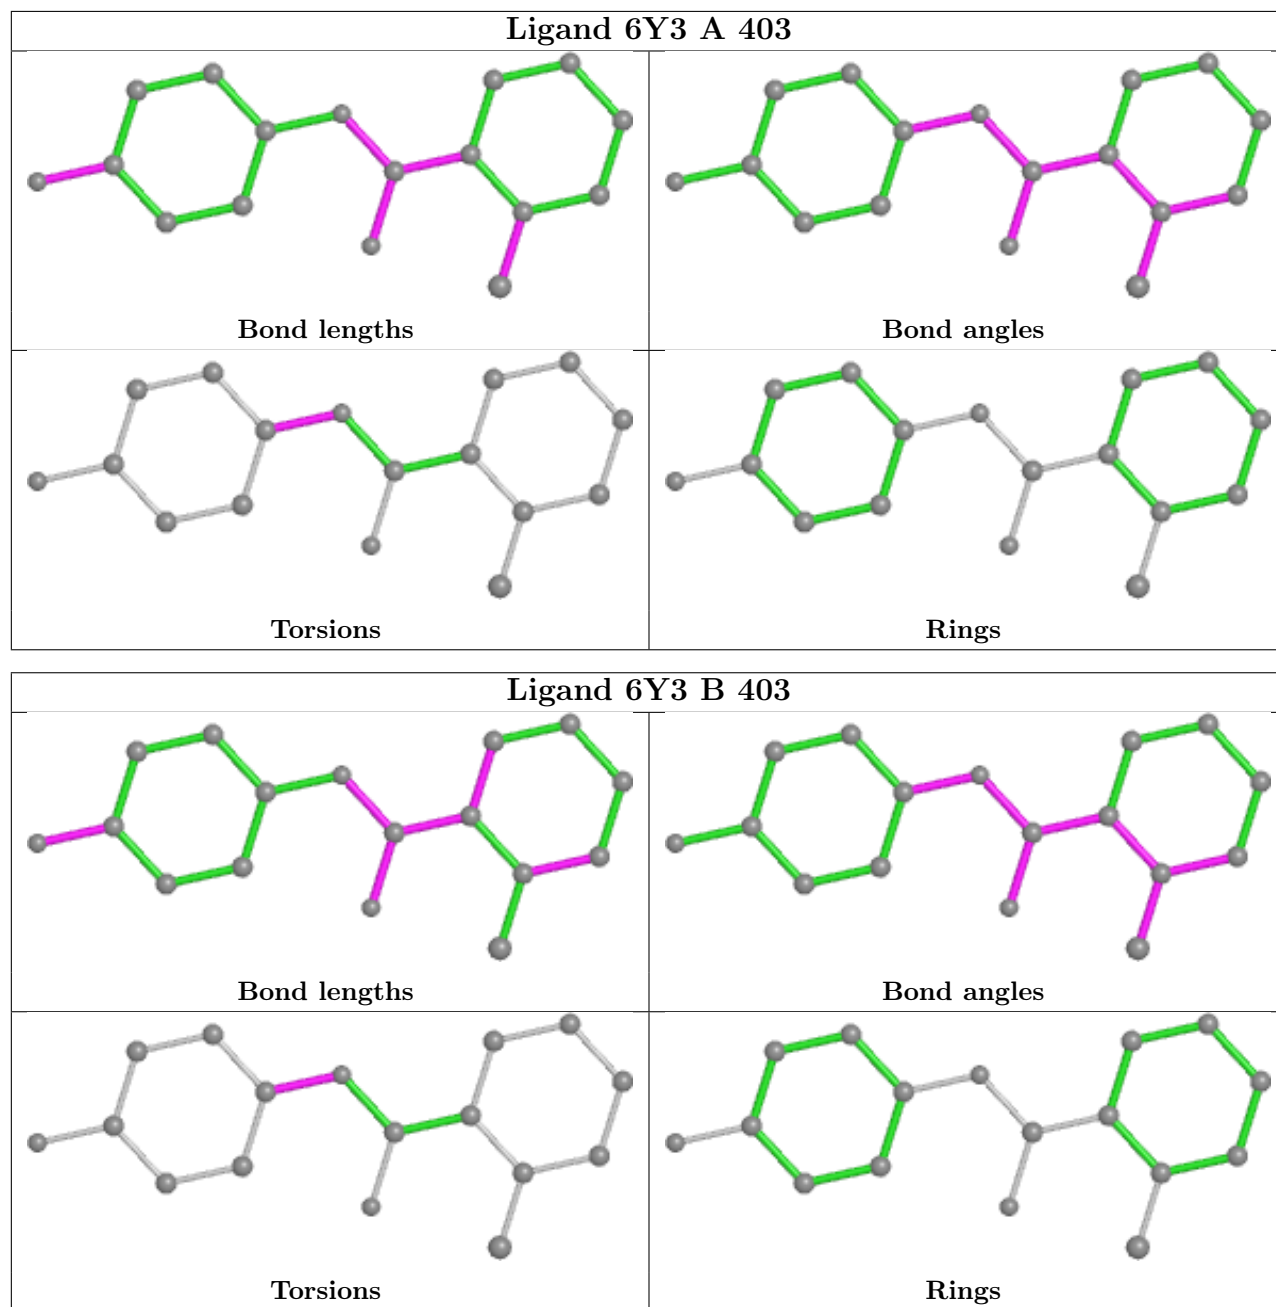 Ligand 6Y3 A 403
Bond lengths
Bond angles
Torsions
Rings
Ligand 6Y3 B 403
Bond lengths
Bond angles
Torsions
Rings